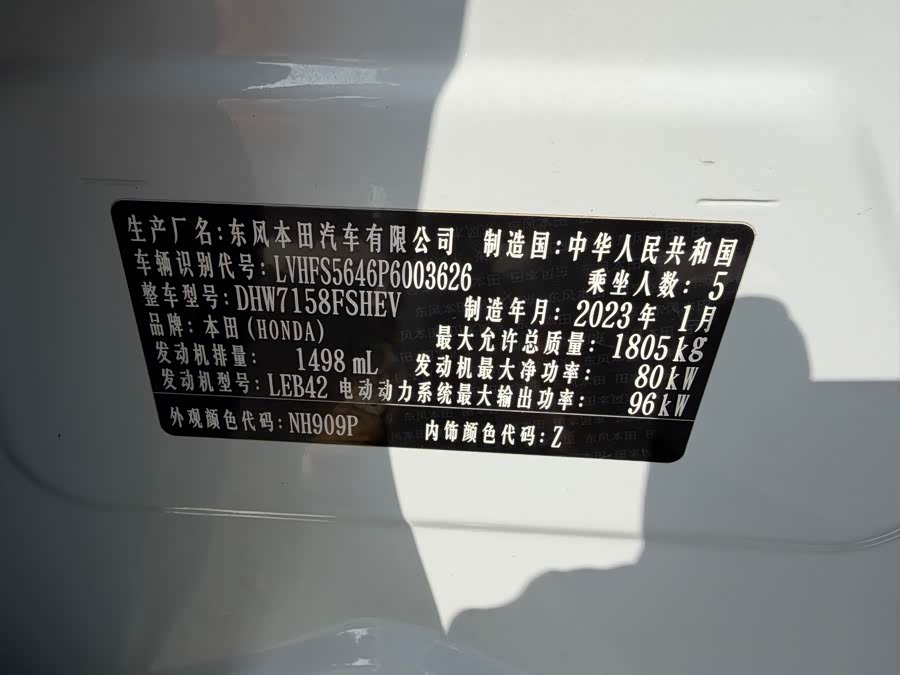 生产厂名:东风本田汽车有限公司 制造国:中华人民共和国
车辆识别代号:LVHFS5646P6003626 乘坐人数:5
整车型号:DHW7158FSHEV 制造年月:2023年 1月
品牌:本田(HONDA) 最大允许总质量:1805kg
发动机排量: 1498 mL 发动机最大净功率: 80kW
发动机型号:LEB42 电动动力系统最大输出功率: 96kW
外观颜色代码:NH909P 内饰颜色代码:Z